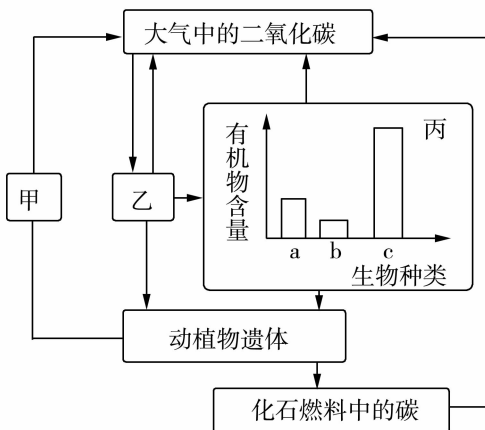 大气中的二氧化碳
甲
乙
丙
有机物含量
a b c
生物种类
动植物遗体
化石燃料中的碳